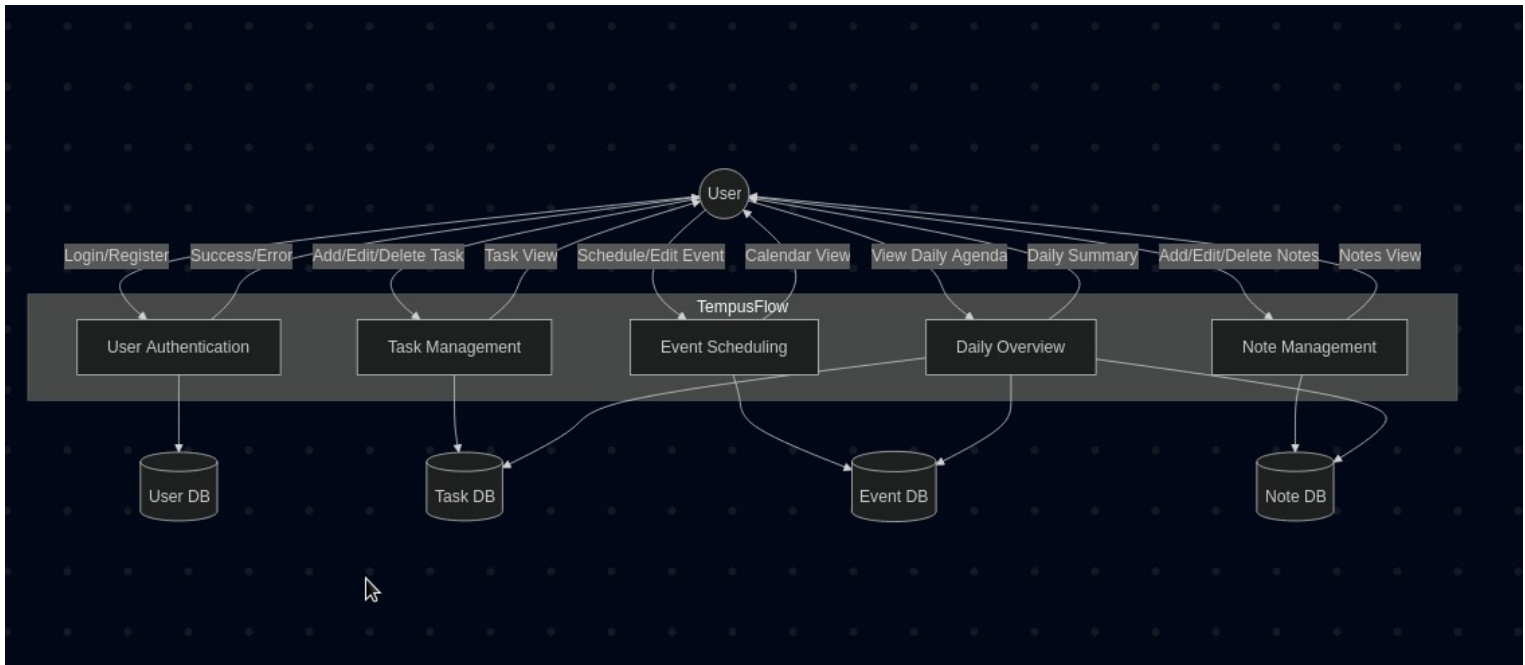 User
Login/Register
Success/Error
Add/Edit/Delete Task
Task View
Schedule/Edit Event
Calendar View
View Daily Agenda
Daily Summary
Add/Edit/Delete Notes
Notes View
TempusFlow
User Authentication
Task Management
Event Scheduling
Daily Overview
Note Management
User DB
Task DB
Event DB
Note DB